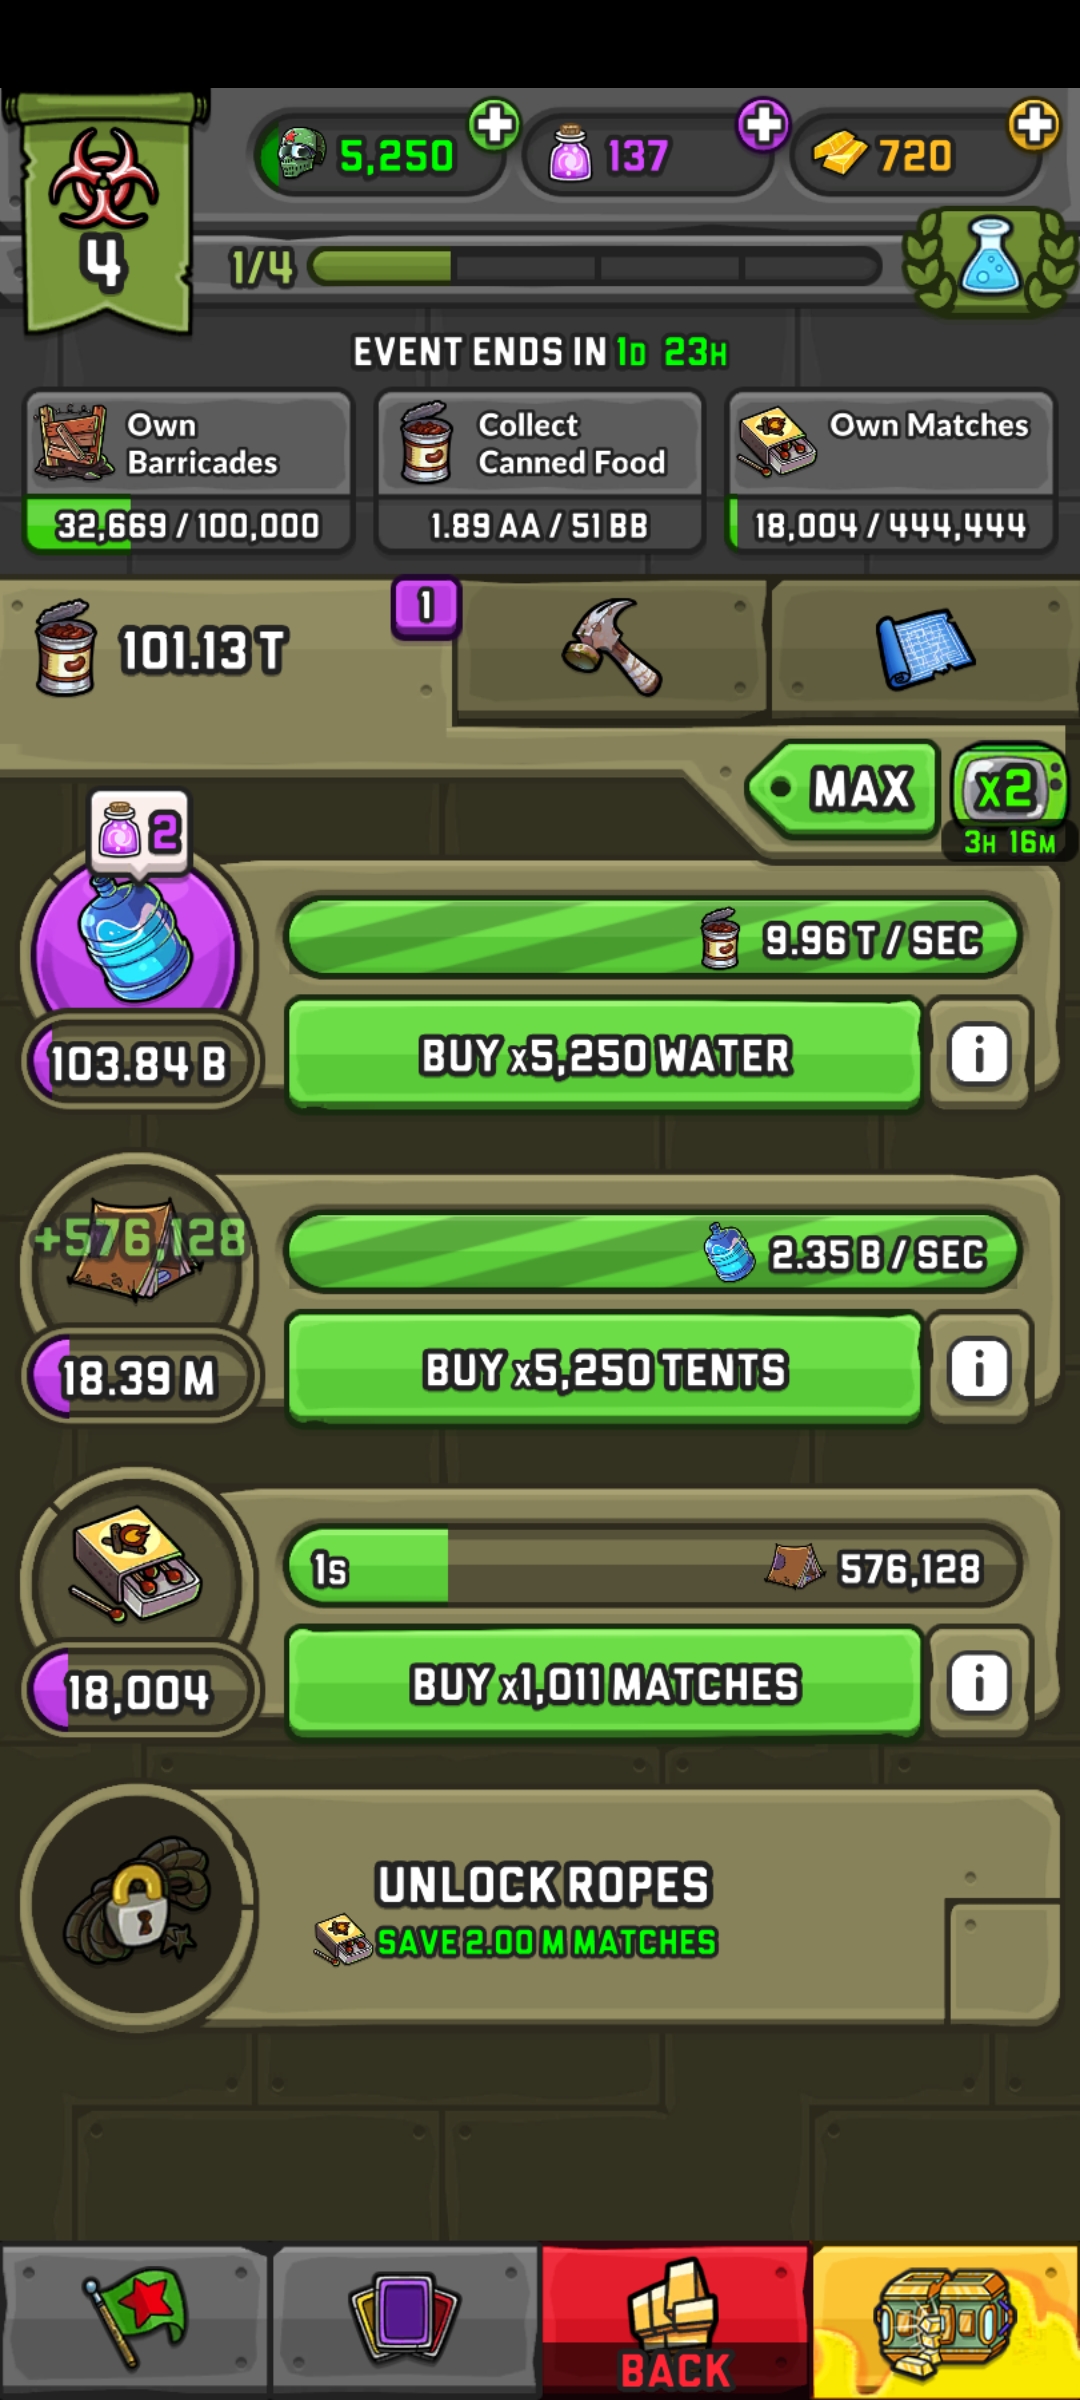 5,250
137
720
4
1/4
EVENT ENDS IN 1D 23H
Own
Barricades
Collect
Canned Food
Own Matches
32,669 / 100,000
1.89 AA / 51 BB
18,004 / 444,444
101.13 T
1
MAX
x2
3H 16M
2
9.96 T / SEC
103.84 B
BUY x5,250 WATER
i
+576,128
2.35 B / SEC
18.39 M
BUY x5,250 TENTS
i
1s
576,128
18,004
BUY x1,011 MATCHES
i
UNLOCK ROPES
SAVE 2.00 M MATCHES
BACK